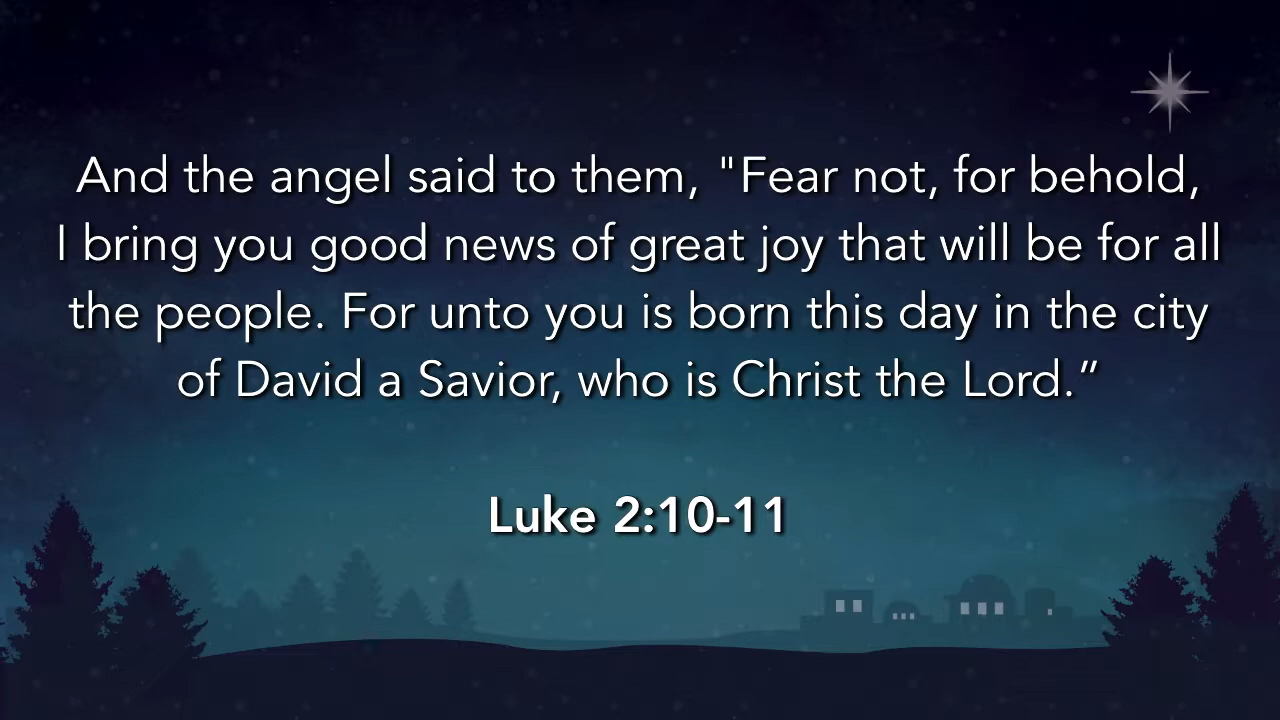 And the angel said to them, "Fear not, for behold,
I bring you good news of great joy that will be for all
the people. For unto you is born this day in the city
of David a Savior, who is Christ the Lord.”
Luke 2:10-11